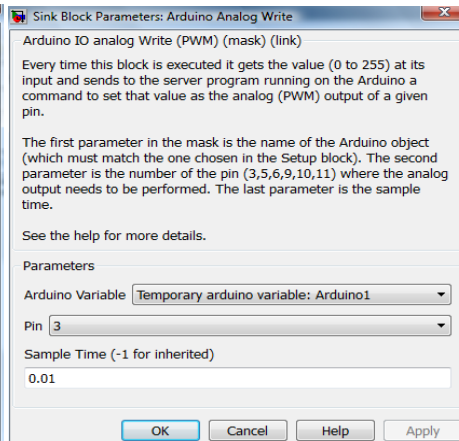 Sink Block Parameters: Arduino Analog Write
Arduino IO analog Write (PWM) (mask) (link)
Every time this block is executed it gets the value (0 to 255) at its
input and sends to the server program running on the Arduino a
command to set that value as the analog (PWM) output of a given
pin.
The first parameter in the mask is the name of the Arduino object
(which must match the one chosen in the Setup block). The second
parameter is the number of the pin (3,5,6,9,10,11) where the analog
output needs to be performed. The last parameter is the sample
time.
See the help for more details.
Parameters
Arduino Variable Temporary arduino variable: Arduino1
Pin 3
Sample Time (-1 for inherited)
0.01
OK Cancel Help Apply